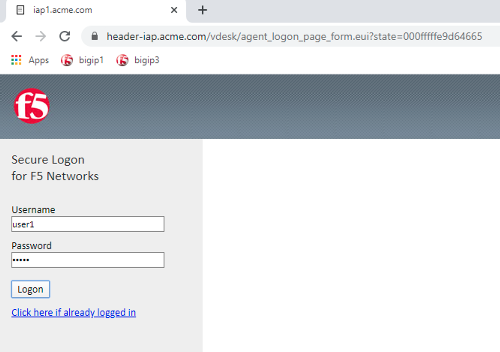 iap1.acme.com
header-iap.acme.com/vdesk/agent_logon_page_form.eui?state=000fffffe9d64665
Apps bigip1 bigip3
f5
Secure Logon
for F5 Networks
Username
user1
Password
•••••
Logon
Click here if already logged in